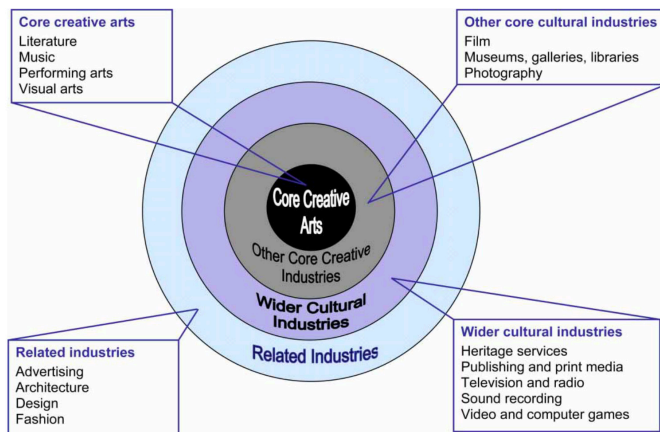 Core creative arts
Literature
Music
Performing arts
Visual arts
Other core cultural industries
Film
Museums, galleries, libraries
Photography
Core Creative
Arts
Other Core Creative
Industries
Wider Cultural
Industries
Related Industries
Related industries
Advertising
Architecture
Design
Fashion
Wider cultural industries
Heritage services
Publishing and print media
Television and radio
Sound recording
Video and computer games